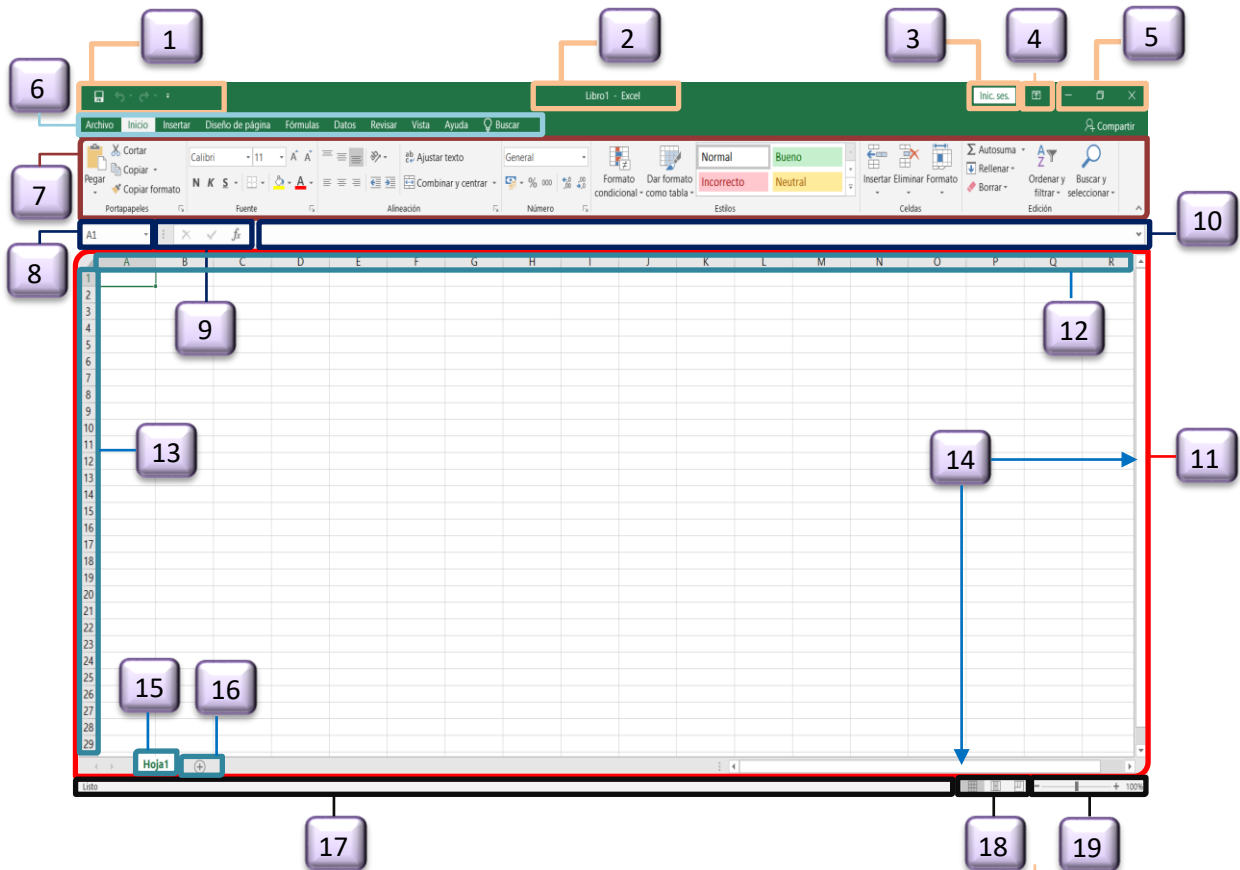 1 2 3 4 5
6
Libro1 - Excel Inic. ses.
Archivo Inicio Insertar Diseño de página Fórmulas Datos Revisar Vista Ayuda Buscar Compartir
Cortar
Copiar
Copiar formato
Pegar
Portapapeles
Calibri 11
N K S
Fuente
Ajustar texto
Combinar y centrar
Alineación
General
% 000
Número
Formato condicional
Dar formato como tabla
Normal Bueno
Incorrecto Neutral
Estilos
Insertar Eliminar Formato
Celdas
Autosuma
Rellenar
Borrar
Ordenar y filtrar
Buscar y seleccionar
Edición
7
10
A1 fx
8
A B C D E F G H I J K L M N O P Q R
9
12
1
2
3
4
5
6
7
8
9
10
11
12
13
14
15
16
17
18
19
20
21
22
23
24
25
26
27
28
29
13
14
11
15 16
Hoja1
Listo 100%
17 18 19